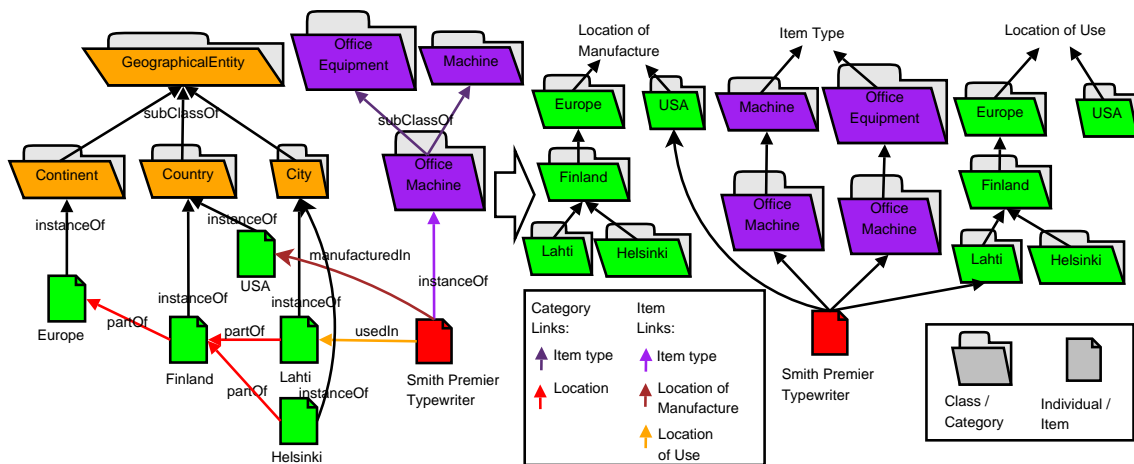 GeographicalEntity
Office
Equipment
Machine
subClassOf
subClassOf
Continent
Country
City
Office
Machine
instanceOf
instanceOf
USA
manufacturedIn
instanceOf
instanceOf
instanceOf
Europe
partOf
partOf
usedIn
Finland
Lahti
Smith Premier
Typewriter
partOf
instanceOf
Helsinki
Location of
Manufacture
Item Type
Location of Use
Europe
USA
Machine
Office
Equipment
Europe
USA
Finland
Office
Machine
Office
Machine
Finland
Lahti
Helsinki
Lahti
Helsinki
Category
Links:
Item
Links:
Item type
Item type
Location
Location of
Manufacture
Location
of Use
Smith Premier
Typewriter
Class /
Category
Individual /
Item